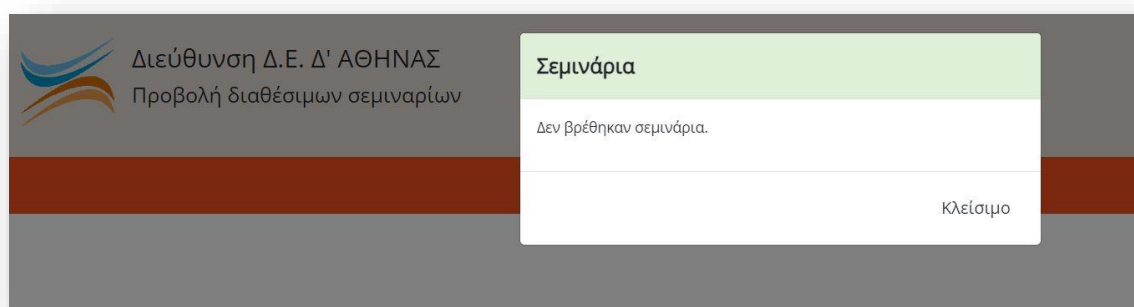 Διεύθυνση Δ.Ε. Δ' ΑΘΗΝΑΣ
Προβολή διαθέσιμων σεμιναρίων
Σεμινάρια
Δεν βρέθηκαν σεμινάρια.
Κλείσιμο